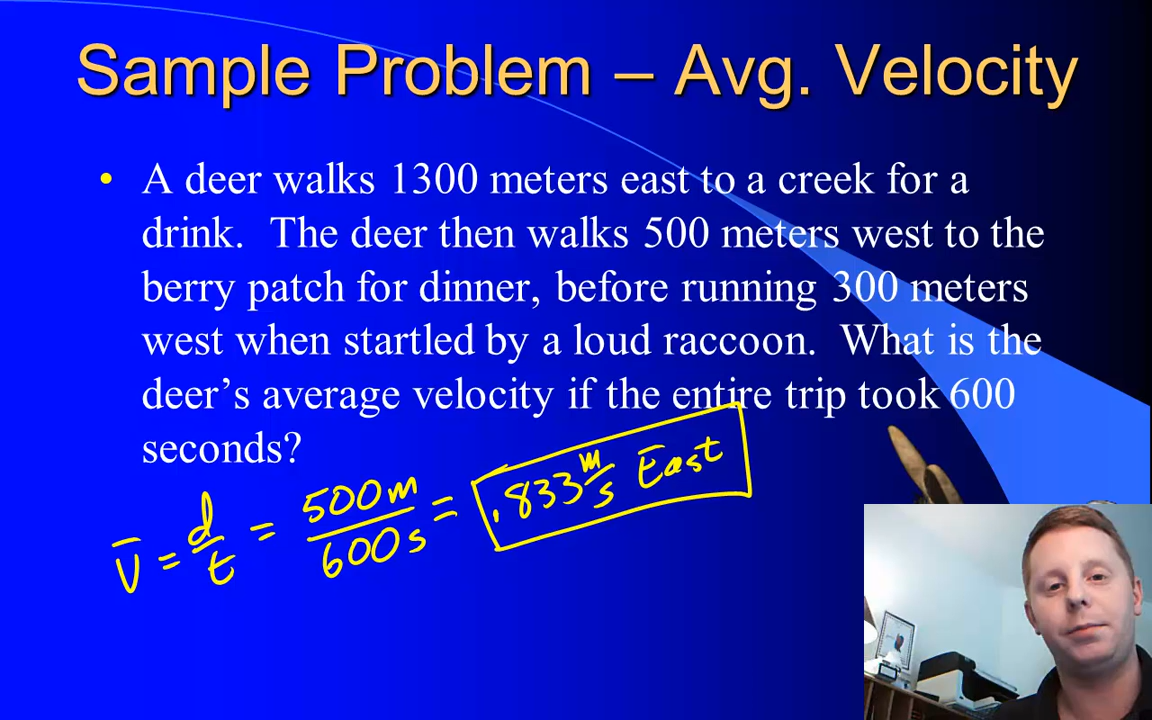 Sample Problem – Avg. Velocity
• A deer walks 1300 meters east to a creek for a
drink. The deer then walks 500 meters west to the
berry patch for dinner, before running 300 meters
west when startled by a loud raccoon. What is the
deer’s average velocity if the entire trip took 600
seconds?
v̅ = d/t = 500m/600s = .833 m/s East